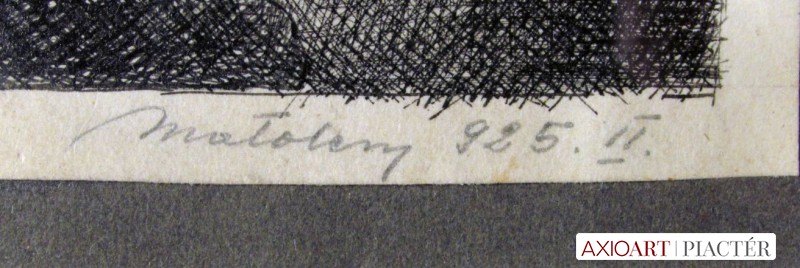 Matolcsy 925. II.
AXIOART | PIACTÉR